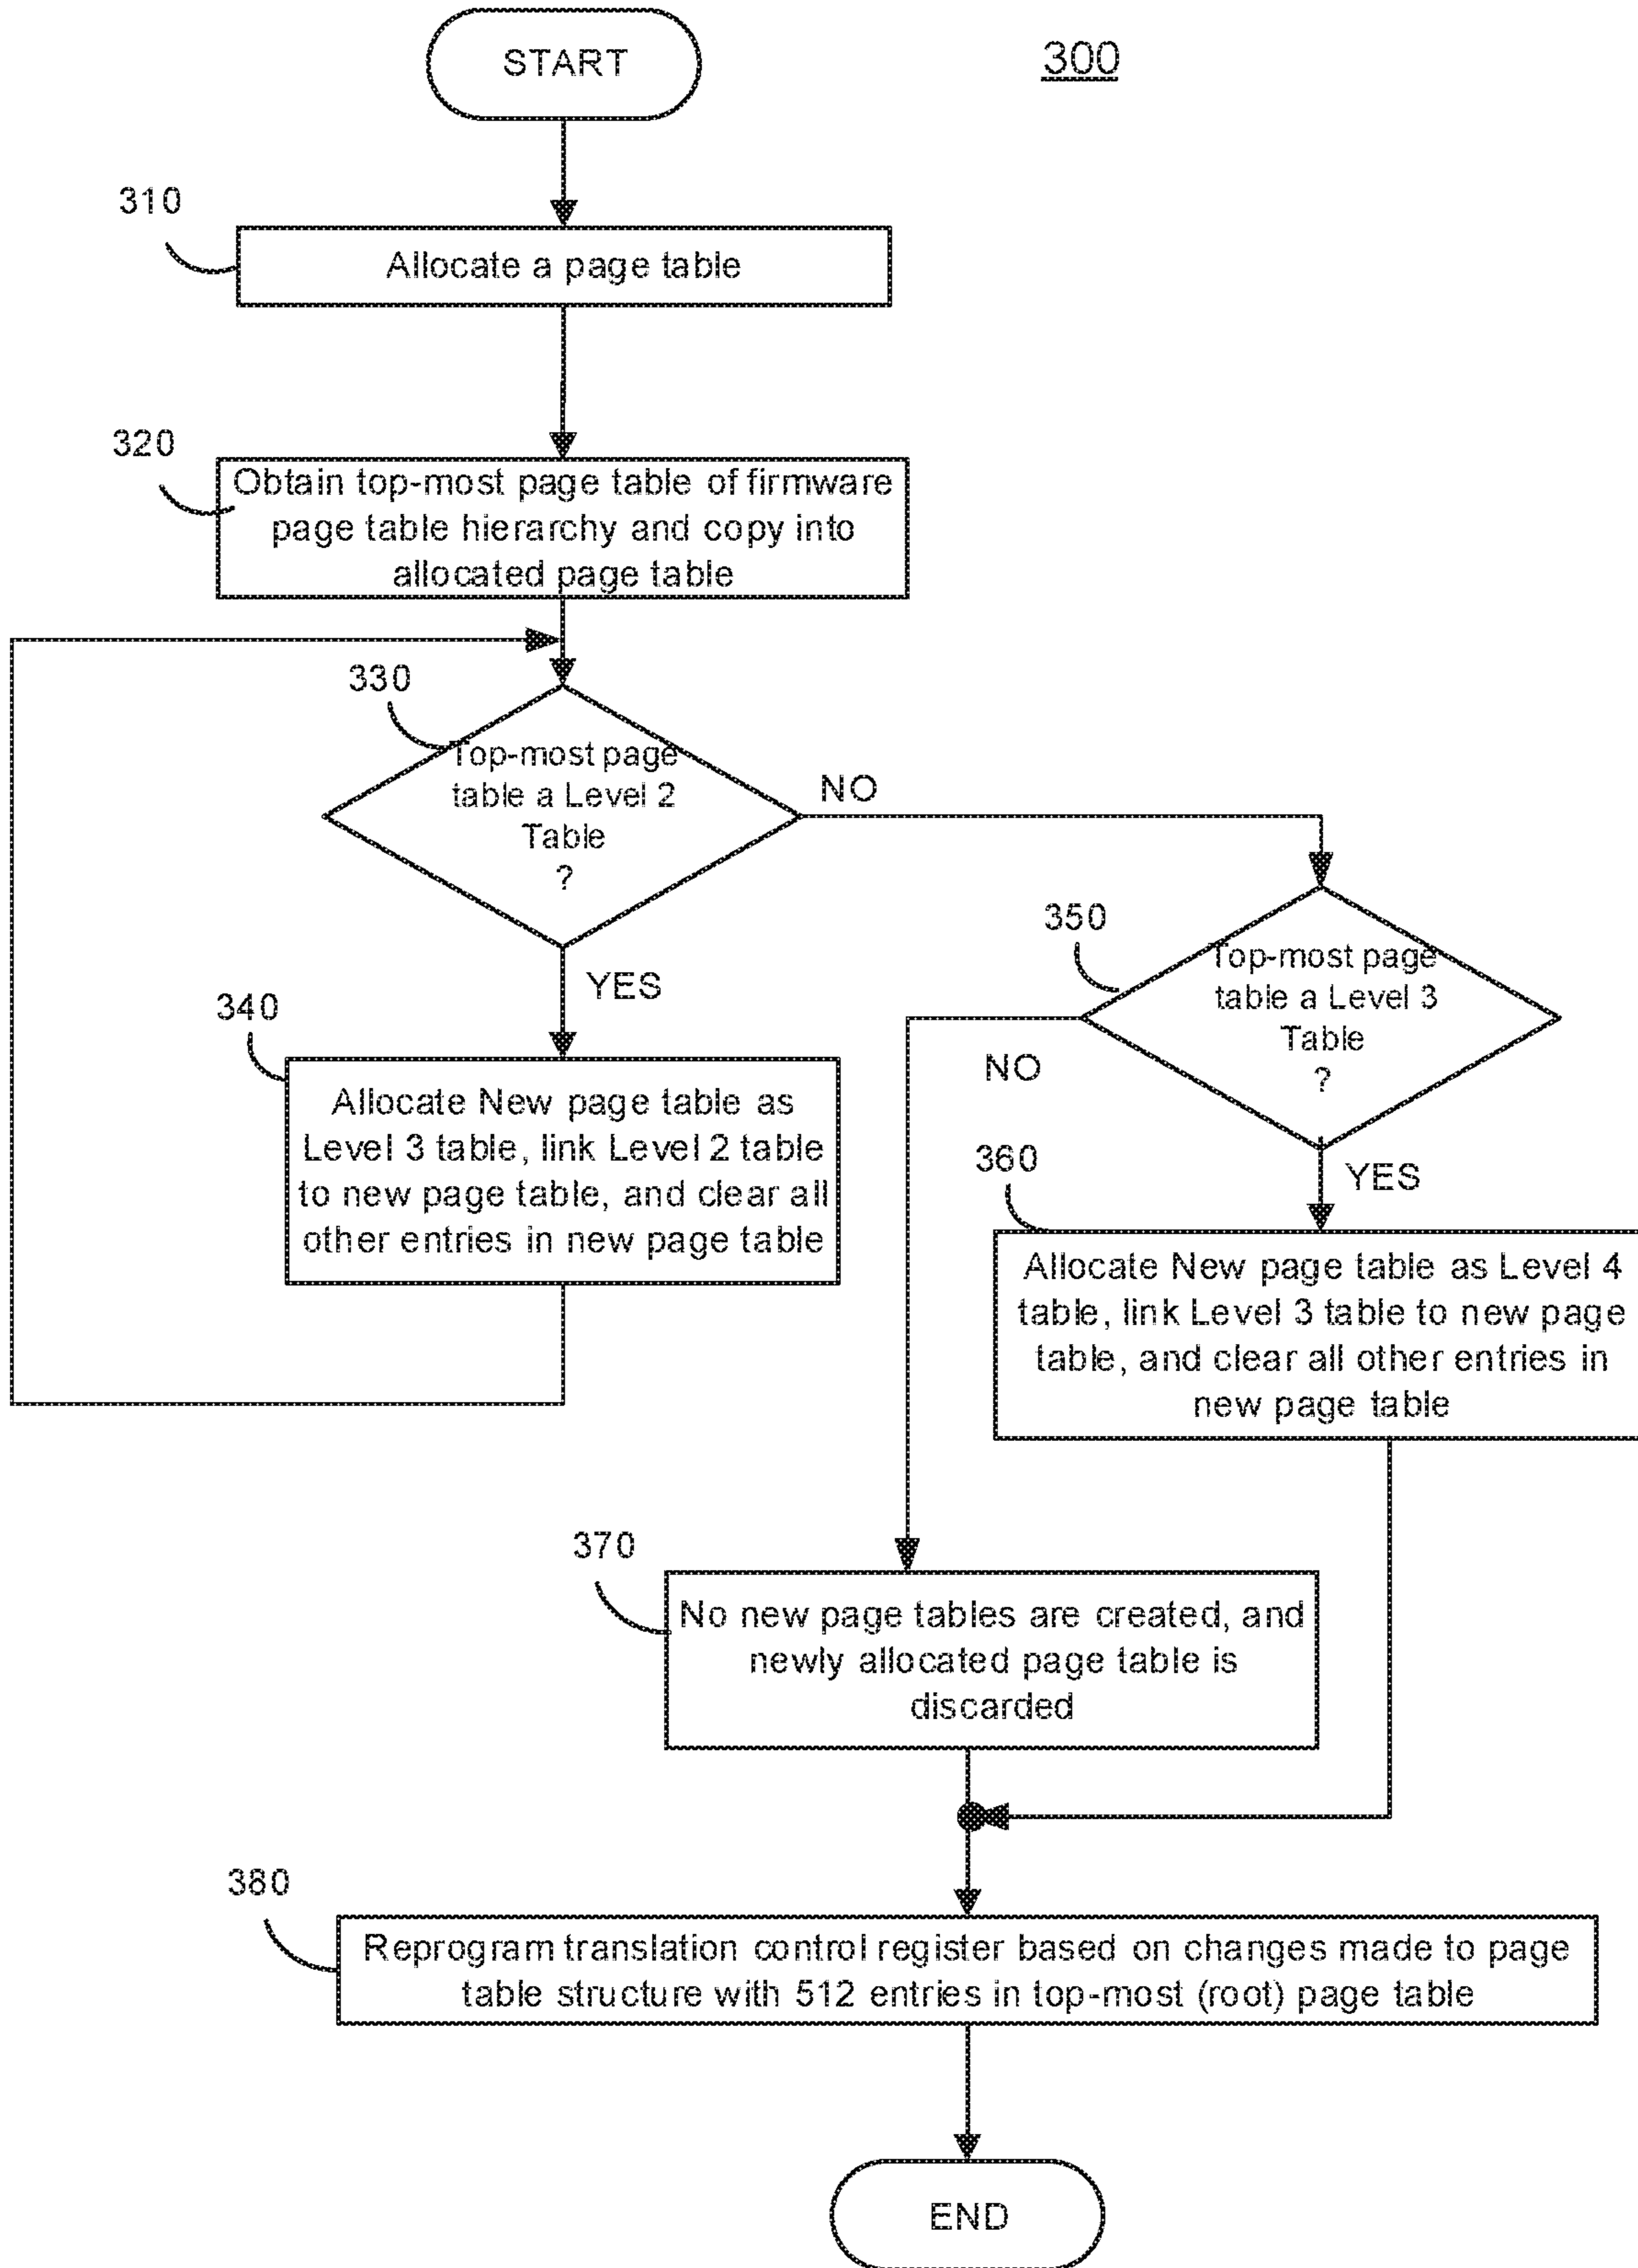 START
300
310
Allocate a page table
320
Obtain top-most page table of firmware
page table hierarchy and copy into
allocated page table
330
Top-most page
table a Level 2
Table
?
NO
YES
340
Allocate New page table as
Level 3 table, link Level 2 table
to new page table, and clear all
other entries in new page table
350
Top-most page
table a Level 3
Table
?
NO
YES
360
Allocate New page table as Level 4
table, link Level 3 table to new page
table, and clear all other entries in
new page table
370
No new page tables are created, and
newly allocated page table is
discarded
380
Reprogram translation control register based on changes made to page
table structure with 512 entries in top-most (root) page table
END